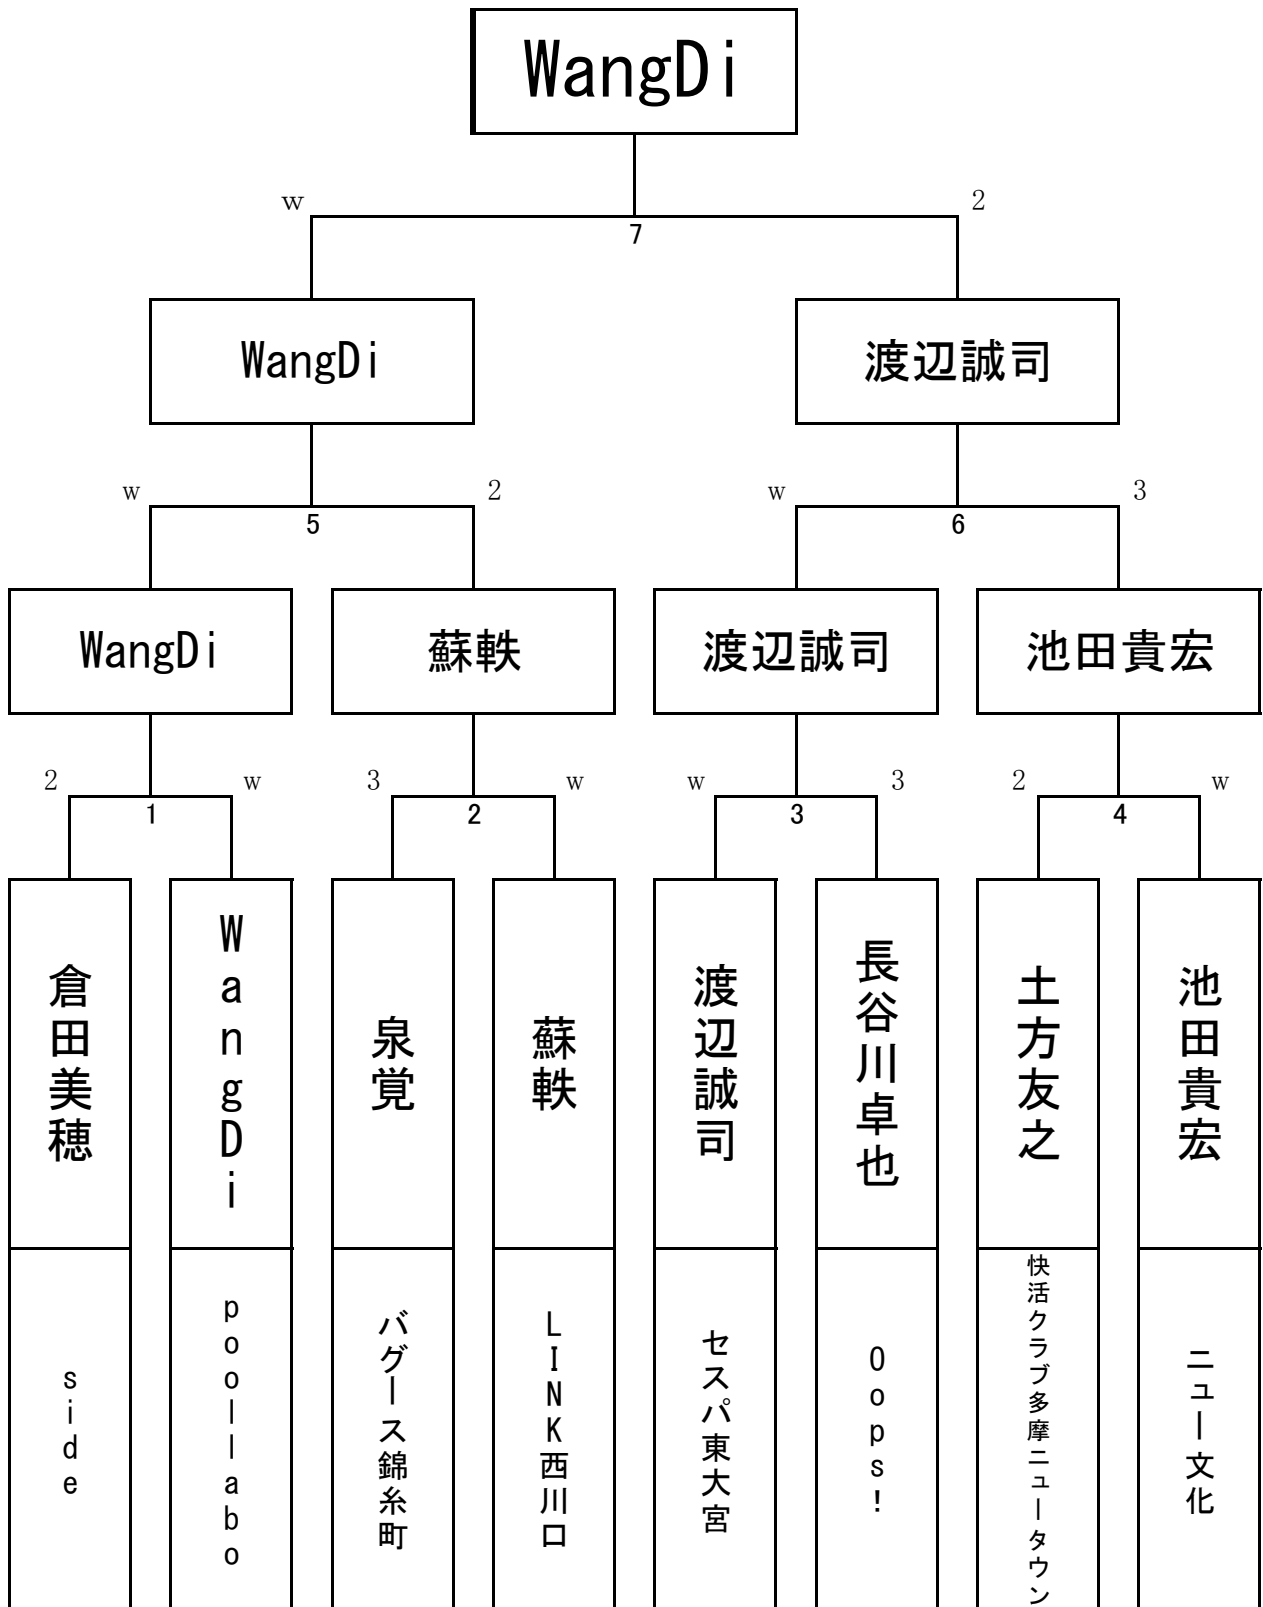 WangDi
w 2
7
WangDi 渡辺誠司
w 2 w 3
5 6
WangDi 蘇軼 渡辺誠司 池田貴宏
2 w 3 w w 3 2 w
1 2 3 4
倉田美穂
WangDi
泉覚
蘇軼
渡辺誠司
長谷川卓也
土方友之
池田貴宏
side
poollabo
バグース錦糸町
LINK西川口
セスパ東大宮
Oops!
快活クラブ多摩ニュータウン
ニュー文化